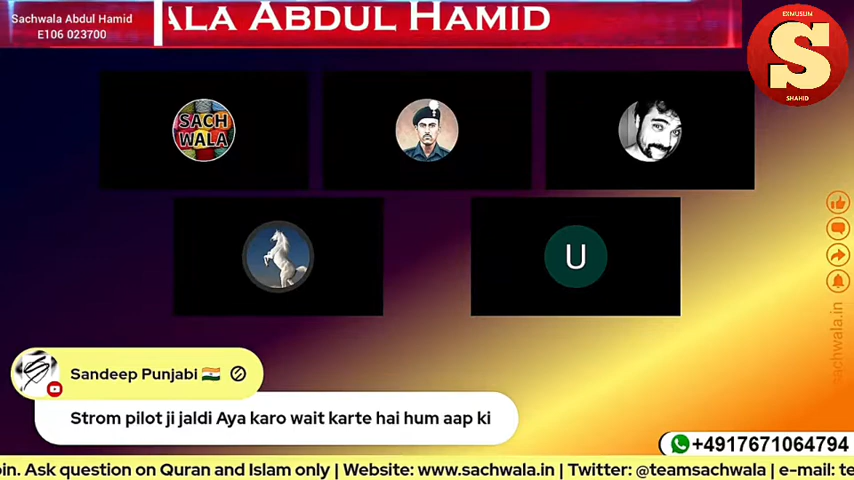 Sachwala Abdul Hamid
E106 023700
ALA ABDUL HAMID
EXMUSLIM
S
SHAHID
SACH
WALA
U
sachwala.in
Sandeep Punjabi
Strom pilot ji jaldi Aya karo wait karte hai hum aap ki
+4917671064794
oin. Ask question on Quran and Islam only | Website: www.sachwala.in | Twitter: @teamsachwala | e-mail: te